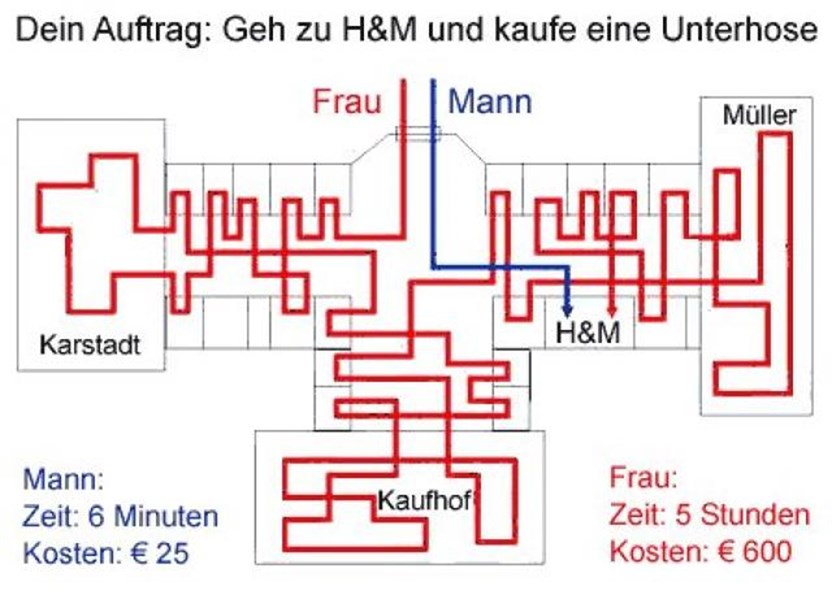 Dein Auftrag: Geh zu H&M und kaufe eine Unterhose
Frau
Mann
Müller
Karstadt
H&M
Kaufhof
Mann:
Zeit: 6 Minuten
Kosten: € 25
Frau:
Zeit: 5 Stunden
Kosten: € 600